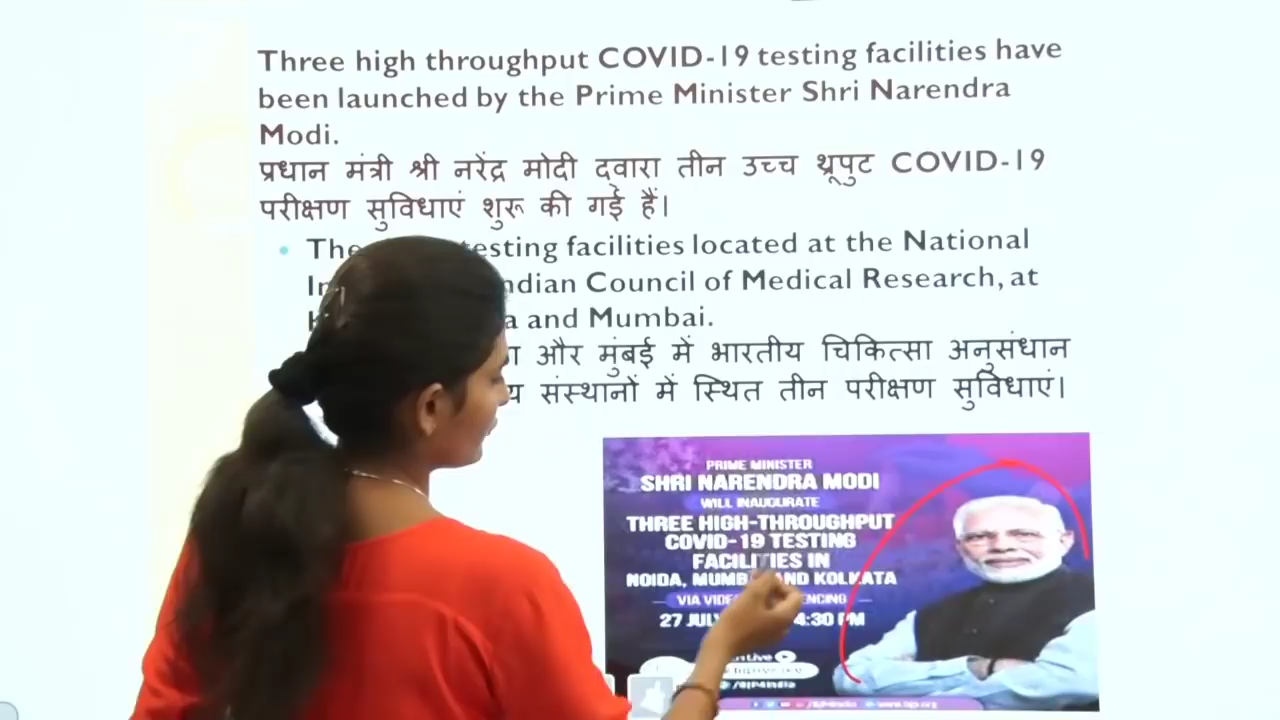 Three high throughput COVID-19 testing facilities have
been launched by the Prime Minister Shri Narendra
Modi.
प्रधान मंत्री श्री नरेंद्र मोदी द्वारा तीन उच्च थ्रूपुट COVID-19
परीक्षण सुविधाएं शुरू की गई हैं।
• The testing facilities located at the National
Indian Council of Medical Research, at
and Mumbai.
और मुंबई में भारतीय चिकित्सा अनुसंधान
संस्थानों में स्थित तीन परीक्षण सुविधाएं।
PRIME MINISTER
SHRI NARENDRA MODI
WILL INAUGURATE
THREE HIGH-THROUGHPUT
COVID-19 TESTING
FACILITIES IN
NOIDA, MUMBAI AND KOLKATA
VIA
27 JULY 4:30 PM
/BJP4India